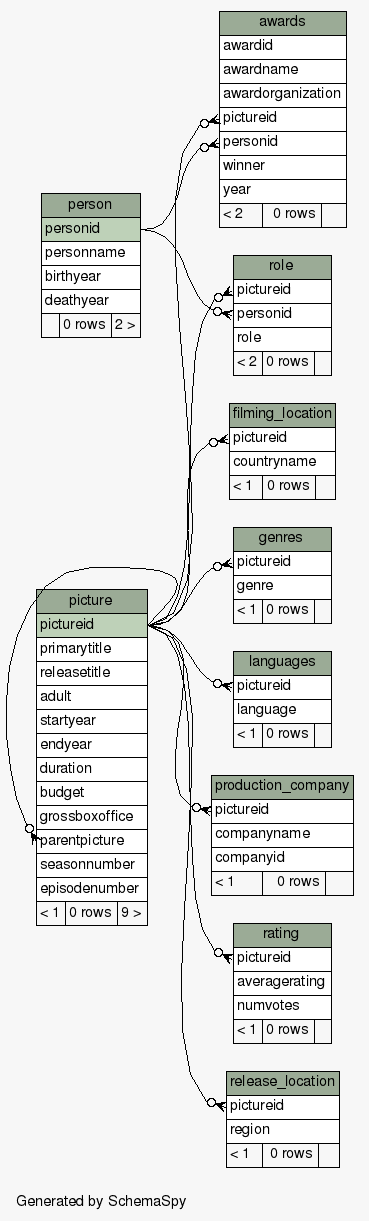 awards
awardid
awardname
awardorganization
pictureid
personid
winner
year
< 2 0 rows
person
personid
personname
birthyear
deathyear
0 rows 2 >
role
pictureid
personid
role
< 2 0 rows
filming_location
pictureid
countryname
< 1 0 rows
genres
pictureid
genre
< 1 0 rows
picture
pictureid
primarytitle
releasetitle
adult
startyear
endyear
duration
budget
grossboxoffice
parentpicture
seasonnumber
episodenumber
< 1 0 rows 9 >
languages
pictureid
language
< 1 0 rows
production_company
pictureid
companyname
companyid
< 1 0 rows
rating
pictureid
averagerating
numvotes
< 1 0 rows
release_location
pictureid
region
< 1 0 rows
Generated by SchemaSpy